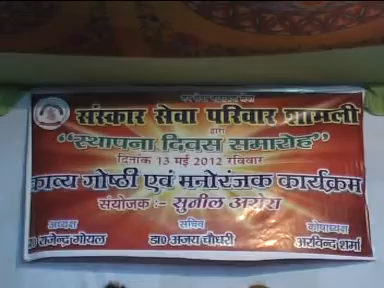 संस्कार सेवा परिवार शामली
द्वारा
"स्थापना दिवस समारोह"
दिनांक 13 मई 2012 रविवार
काव्य गोष्ठी एवं मनोरंजक कार्यक्रम
संयोजक :- सुनील अरोरा
अध्यक्ष सचिव कोषाध्यक्ष
राजेन्द्र गोयल डा० अजय चौधरी अरविन्द शर्मा